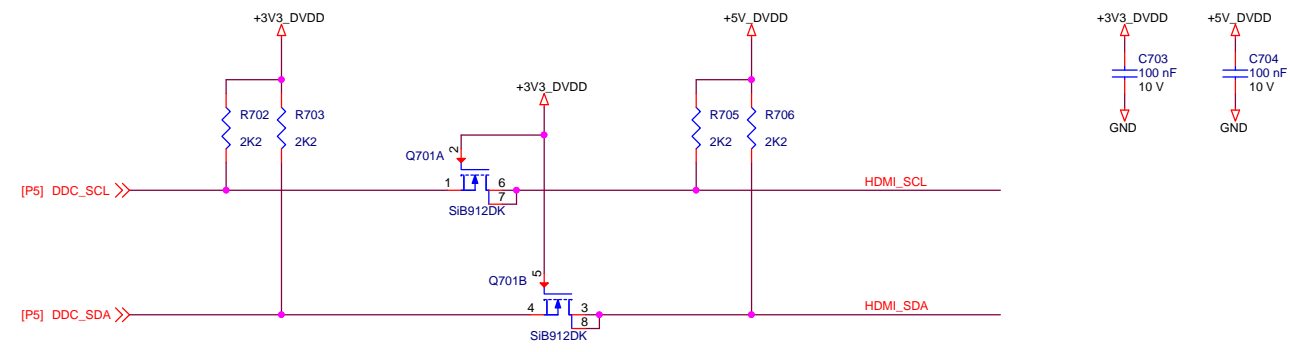 +3V3_DVDD
+5V_DVDD
+3V3_DVDD
+5V_DVDD
C703
100 nF
10 V
C704
100 nF
10 V
GND
GND
+3V3_DVDD
R702
2K2
R703
2K2
R705
2K2
R706
2K2
Q701A
2
[P5] DDC_SCL
1
6
7
SiB912DK
HDMI_SCL
Q701B
5
[P5] DDC_SDA
4
3
8
SiB912DK
HDMI_SDA